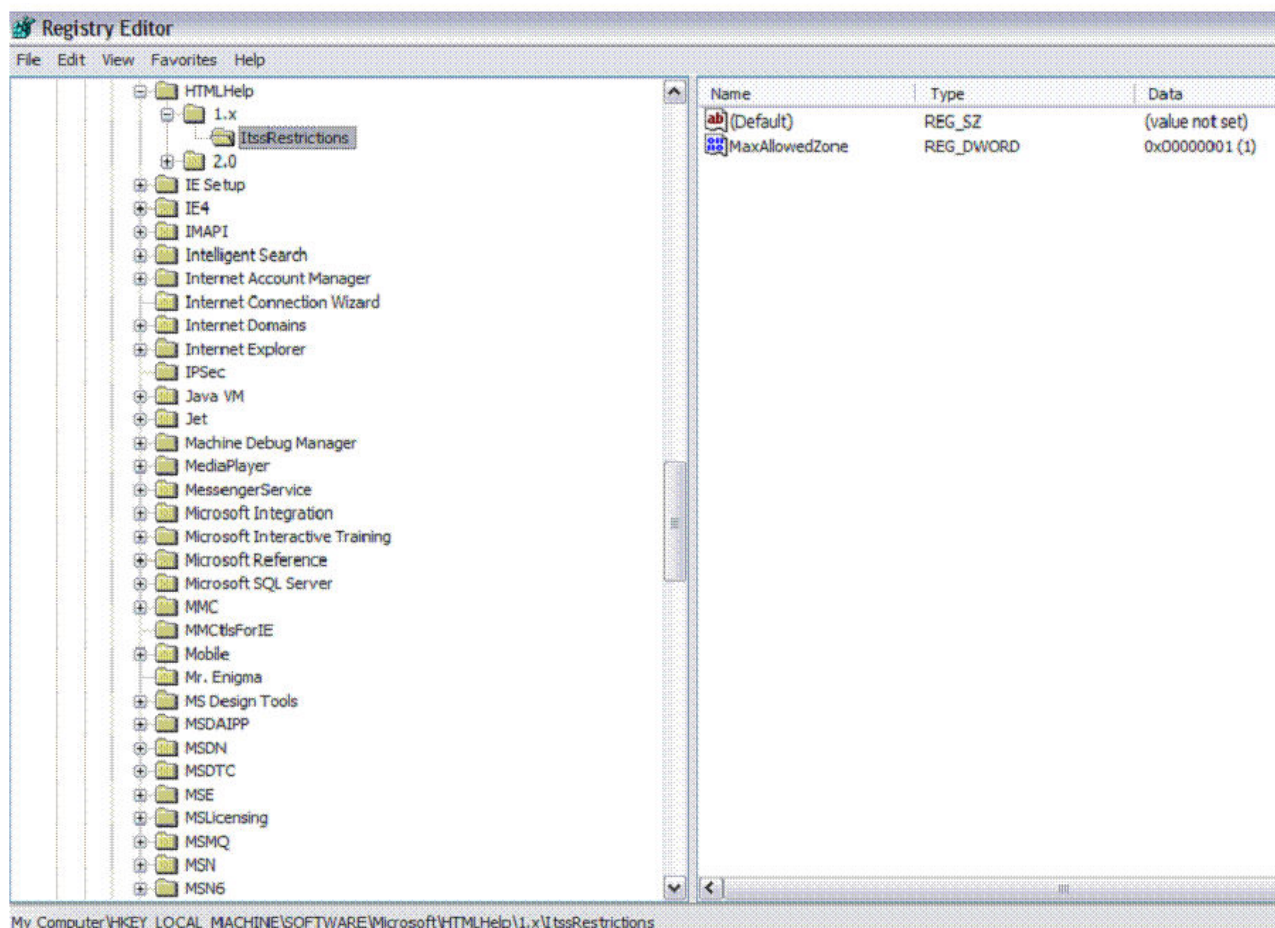 Registry Editor
File Edit View Favorites Help
HTMLHelp
1.x
ItssRestrictions
2.0
IE Setup
IE4
IMAPI
Intelligent Search
Internet Account Manager
Internet Connection Wizard
Internet Domains
Internet Explorer
IPSec
Java VM
Jet
Machine Debug Manager
MediaPlayer
MessengerService
Microsoft Integration
Microsoft Interactive Training
Microsoft Reference
Microsoft SQL Server
MMC
MMCtlsForIE
Mobile
Mr. Enigma
MS Design Tools
MSDAIPP
MSDN
MSDTC
MSE
MSLicensing
MSMQ
MSN
MSN6
Name Type Data
(Default) REG_SZ (value not set)
MaxAllowedZone REG_DWORD 0x00000001 (1)
My Computer\HKEY_LOCAL_MACHINE\SOFTWARE\Microsoft\HTMLHelp\1.x\ItssRestrictions